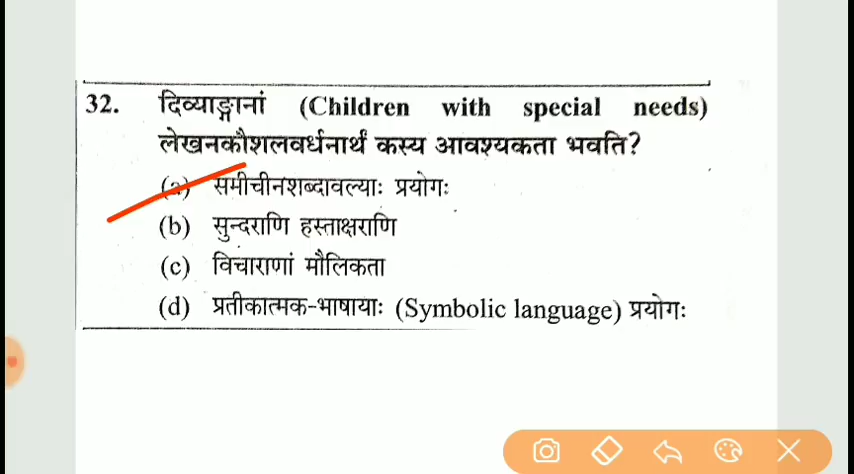 32. दिव्याङ्गानां (Children with special needs)
लेखनकौशलवर्धनार्थं कस्य आवश्यकता भवति?
(a) समीचीनशब्दावल्याः प्रयोगः
(b) सुन्दराणि हस्ताक्षराणि
(c) विचाराणां मौलिकता
(d) प्रतीकात्मक-भाषायाः (Symbolic language) प्रयोगः